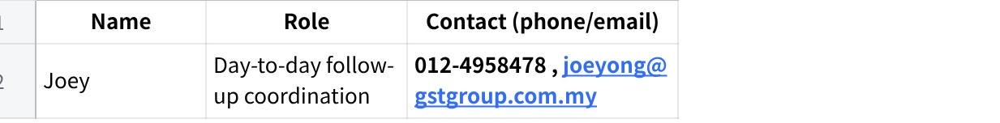 1 Name Role Contact (phone/email)
2 Joey Day-to-day follow-up coordination 012-4958478 , joeyong@gstgroup.com.my